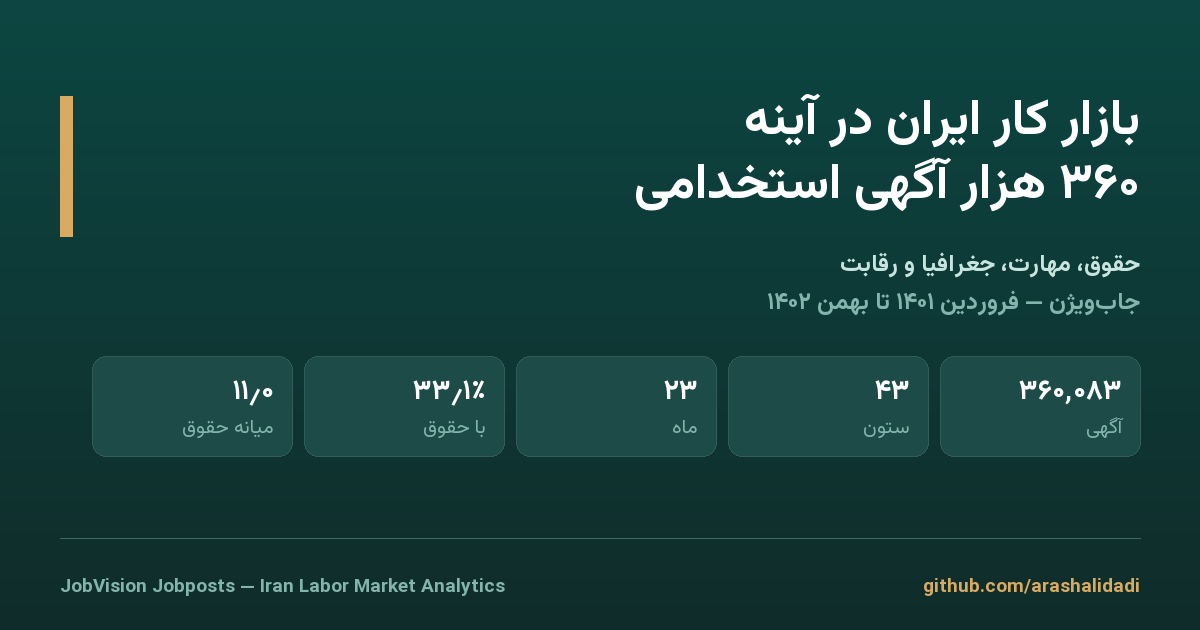 بازار کار ایران در آینه
۳۶۰ هزار آگهی استخدامی
حقوق، مهارت، جغرافیا و رقابت
جاب‌ویژن — فروردین ۱۴۰۱ تا بهمن ۱۴۰۲
۳۶۰,۰۸۳
آگهی
۴۳
ستون
۲۳
ماه
۳۳٫۱٪
با حقوق
۱۱٫۰
میانه حقوق
JobVision Jobposts — Iran Labor Market Analytics
github.com/arashalidadi